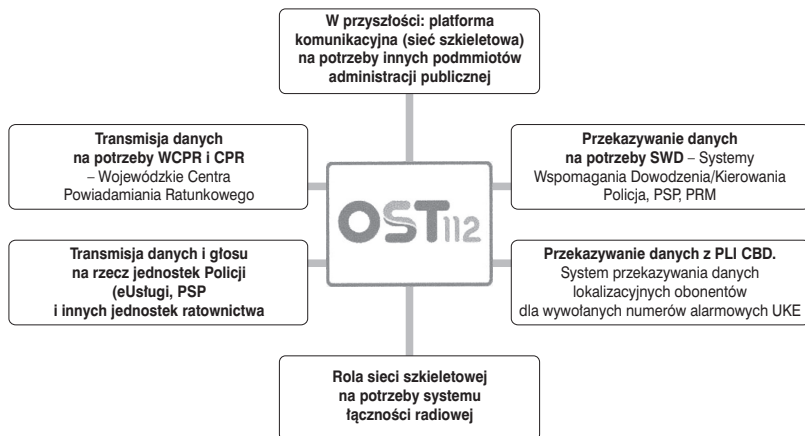 W przyszłości: platforma
komunikacyjna (sieć szkieletowa)
na potrzeby innych podmmiotów
administracji publicznej
Transmisja danych
na potrzeby WCPR i CPR
– Wojewódzkie Centra
Powiadamiania Ratunkowego
Przekazywanie danych
na potrzeby SWD – Systemy
Wspomagania Dowodzenia/Kierowania
Policja, PSP, PRM
OST112
Transmisja danych i głosu
na rzecz jednostek Policji
(eUsługi, PSP
i innych jednostek ratownictwa
Przekazywanie danych z PLI CBD.
System przekazywania danych
lokalizacyjnych obonentów
dla wywołanych numerów alarmowych UKE
Rola sieci szkieletowej
na potrzeby systemu
łączności radiowej